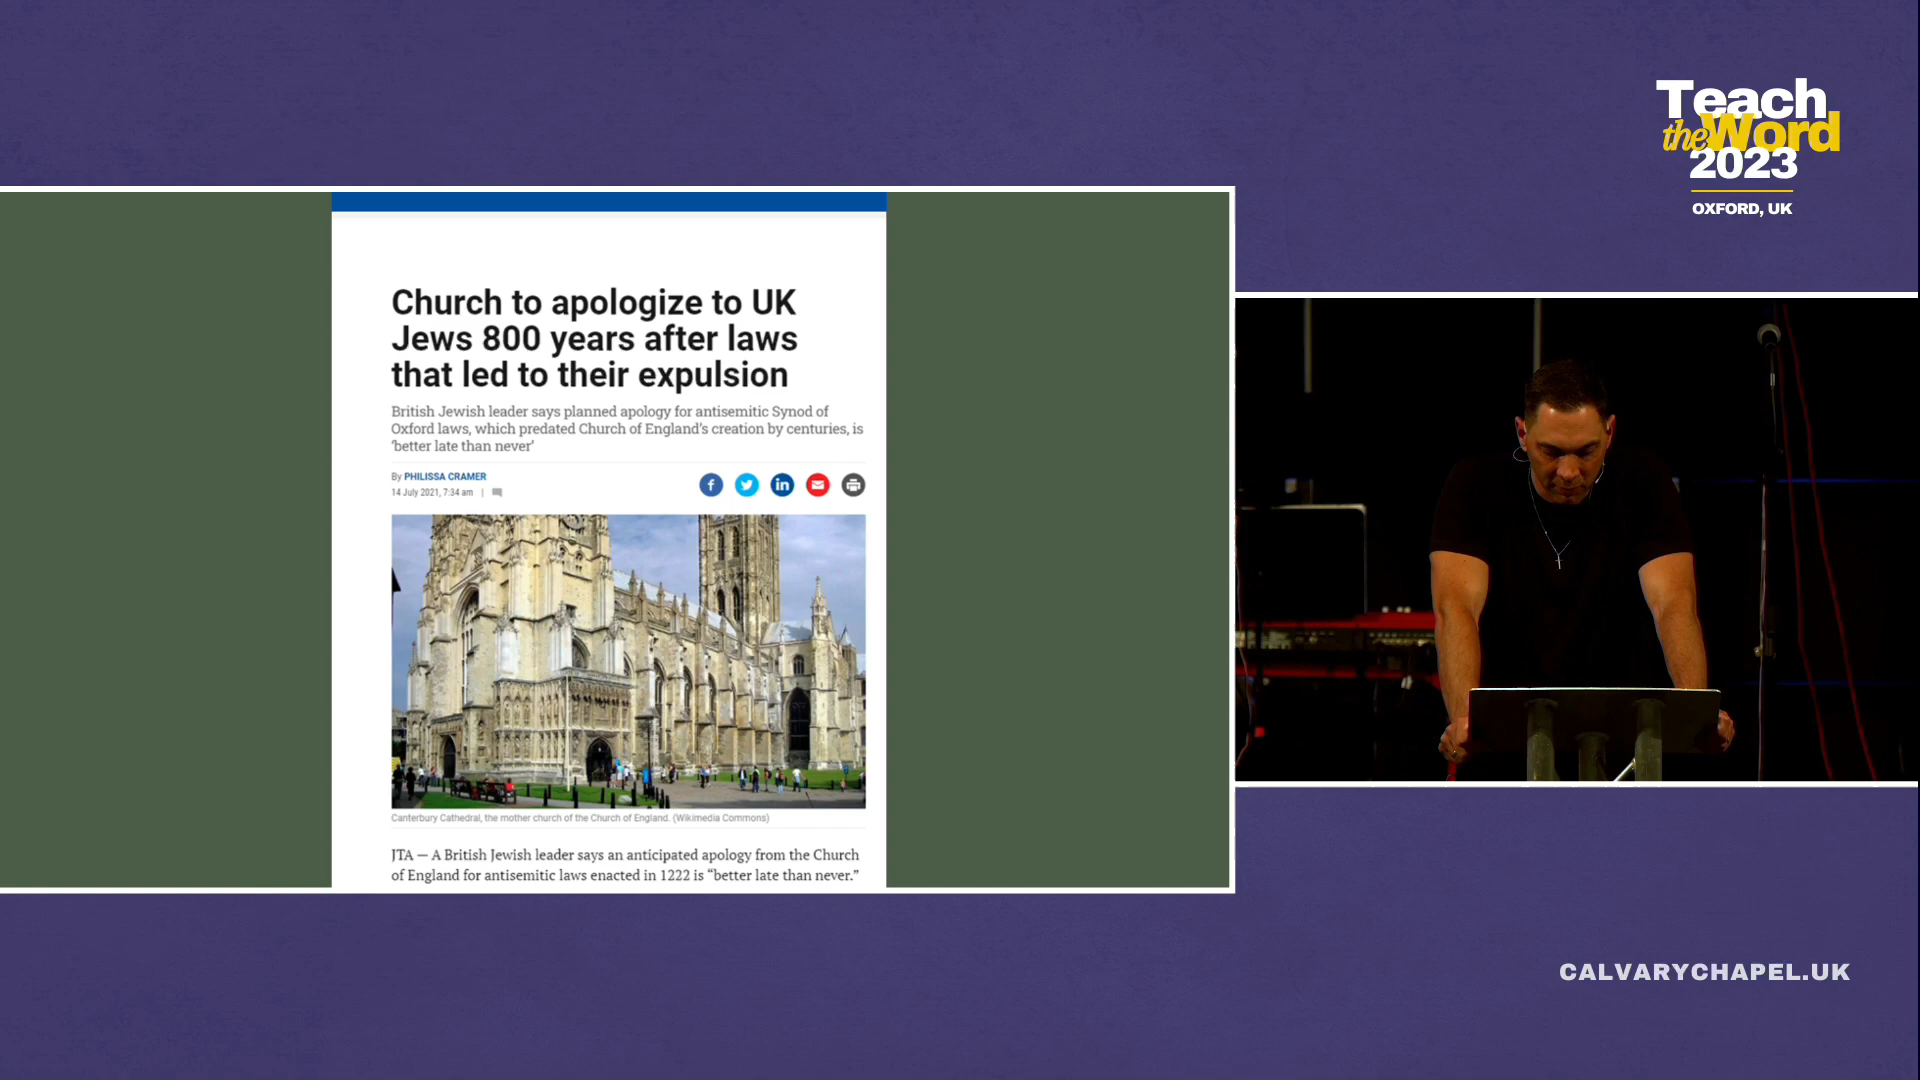 Teach
the Word
2023
OXFORD, UK
Church to apologize to UK
Jews 800 years after laws
that led to their expulsion
British Jewish leader says planned apology for antisemitic Synod of
Oxford laws, which predated Church of England's creation by centuries, is
'better late than never'
By PHILISSA CRAMER
14 July 2021, 7:34 am |
f
in
Canterbury Cathedral, the mother church of the Church of England. (Wikimedia Commons)
JTA — A British Jewish leader says an anticipated apology from the Church
of England for antisemitic laws enacted in 1222 is “better late than never.”
CALVARYCHAPEL.UK